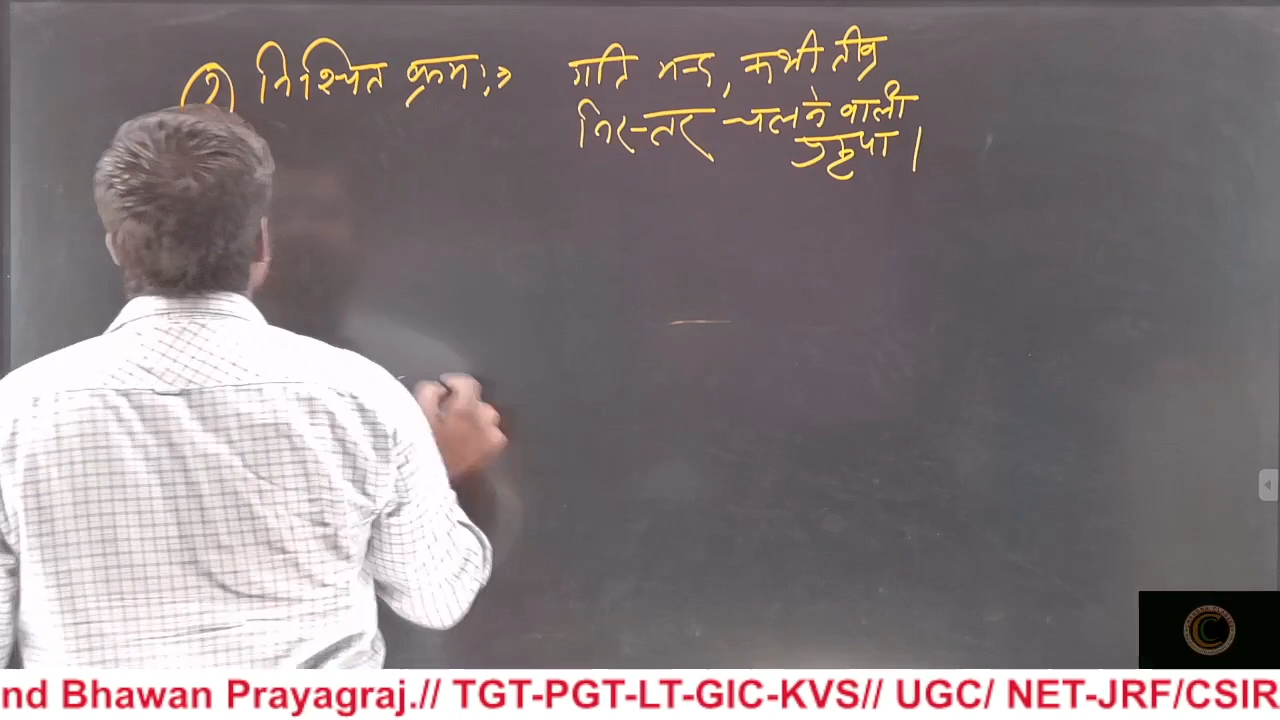 निश्चित क्रम :→ गति मन्द, कभी तीव्र
निरन्तर चलने वाली
प्रक्रिया ।
nd Bhawan Prayagraj.// TGT-PGT-LT-GIC-KVS// UGC/ NET-JRF/CSIR